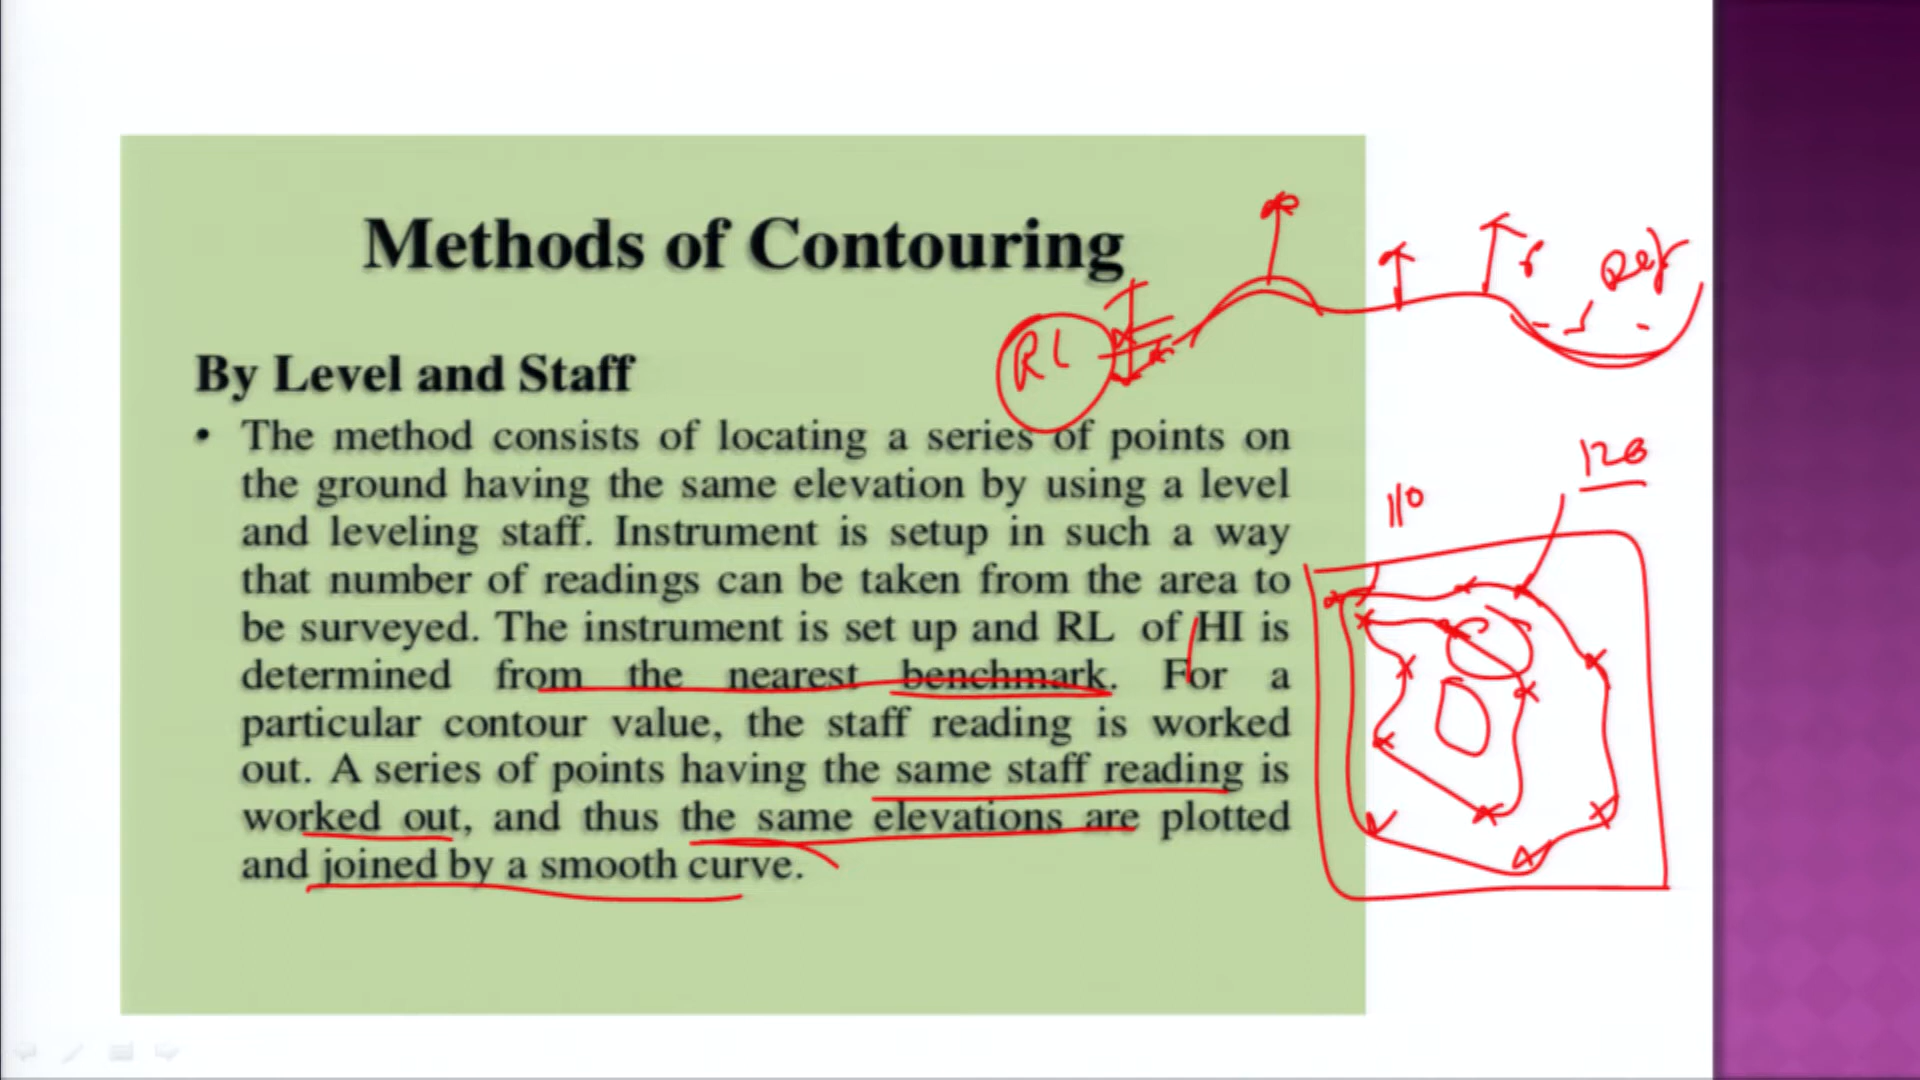 Methods of Contouring
RL
Ref
By Level and Staff
• The method consists of locating a series of points on
the ground having the same elevation by using a level
and leveling staff. Instrument is setup in such a way
that number of readings can be taken from the area to
be surveyed. The instrument is set up and RL of HI is
determined from the nearest benchmark. For a
particular contour value, the staff reading is worked
out. A series of points having the same staff reading is
worked out, and thus the same elevations are plotted
and joined by a smooth curve.
110